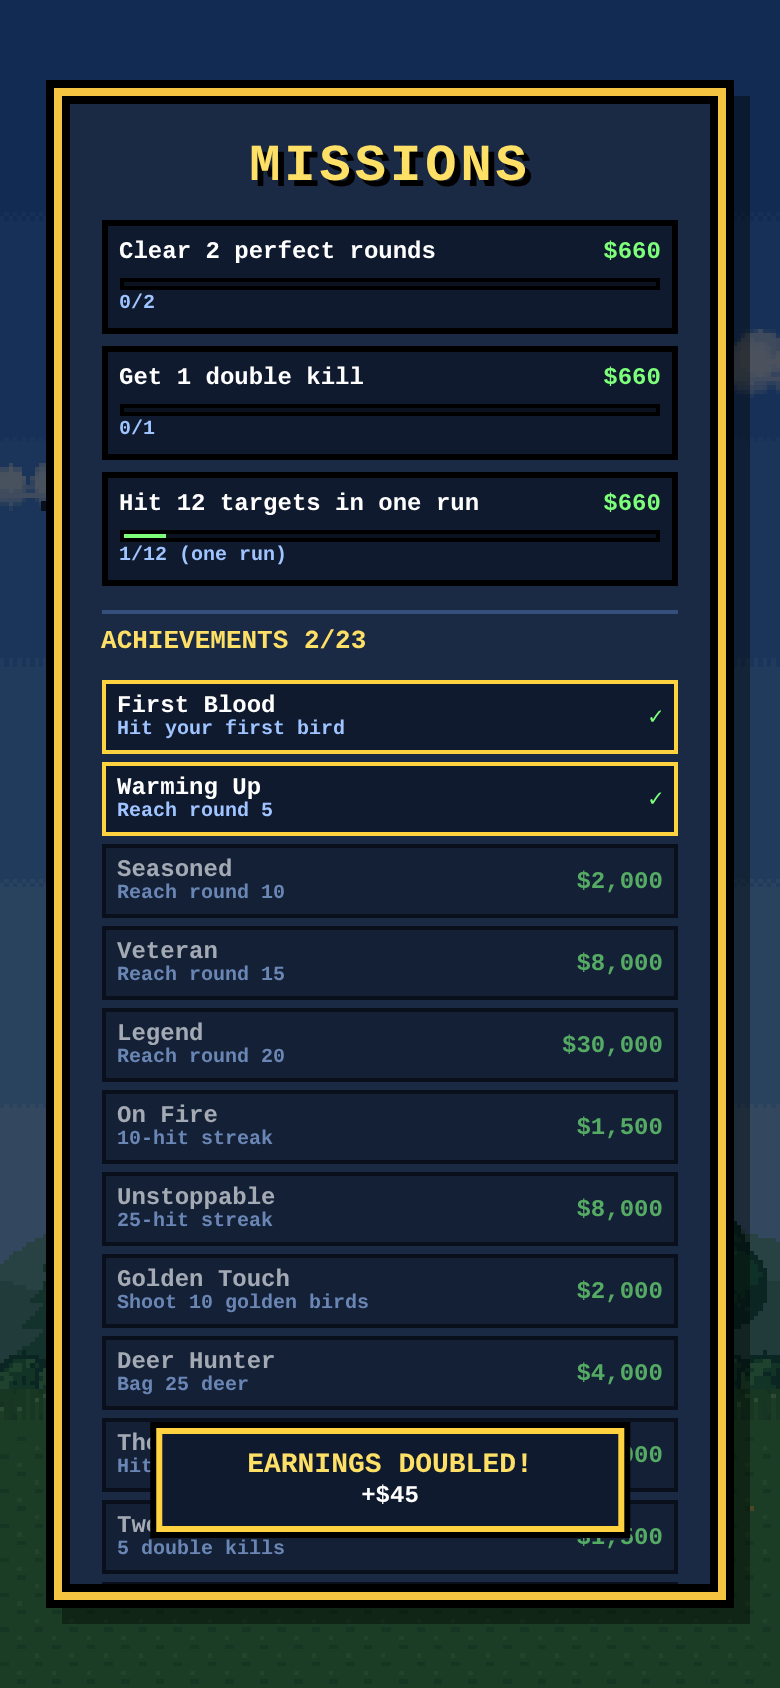 MISSIONS
Clear 2 perfect rounds $660
0/2
Get 1 double kill $660
0/1
Hit 12 targets in one run $660
1/12 (one run)
ACHIEVEMENTS 2/23
First Blood
Hit your first bird ✓
Warming Up
Reach round 5 ✓
Seasoned
Reach round 10 $2,000
Veteran
Reach round 15 $8,000
Legend
Reach round 20 $30,000
On Fire
10-hit streak $1,500
Unstoppable
25-hit streak $8,000
Golden Touch
Shoot 10 golden birds $2,000
Deer Hunter
Bag 25 deer $4,000
Hit
EARNINGS DOUBLED!
+$45
5 double kills $1,500